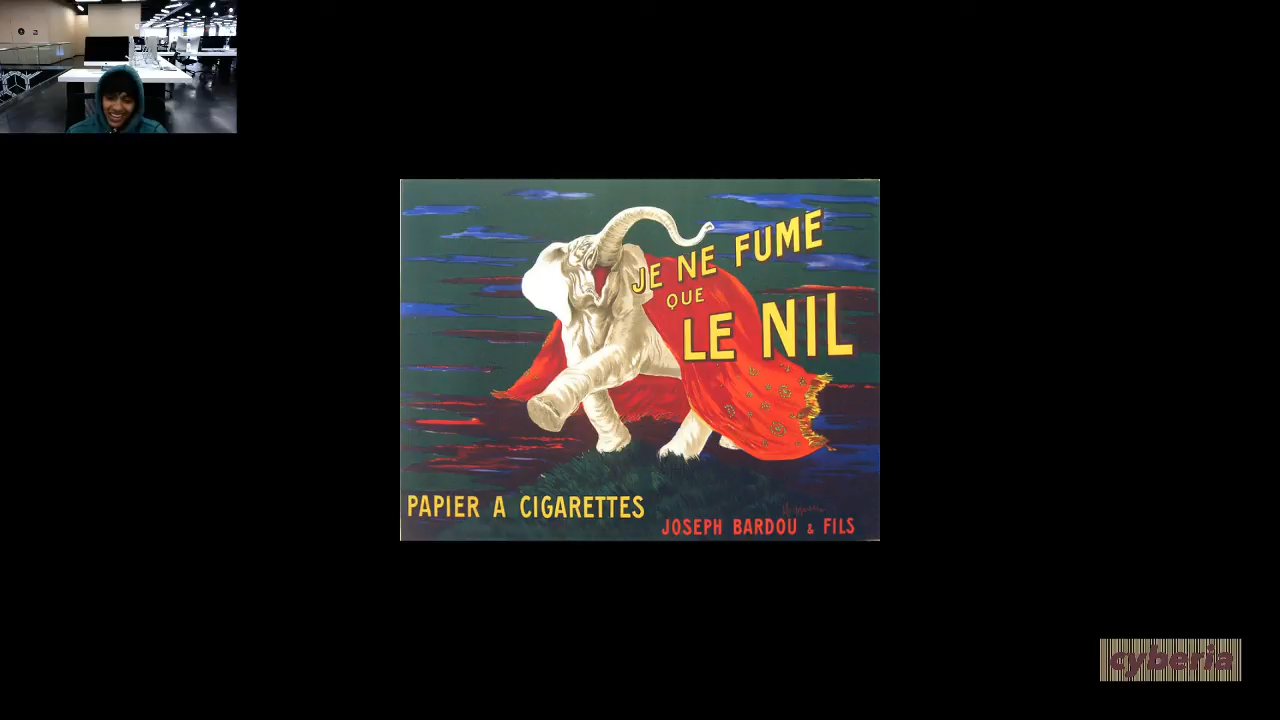 JE NE FUME
QUE
LE NIL
PAPIER A CIGARETTES
JOSEPH BARDOU & FILS
cyberia